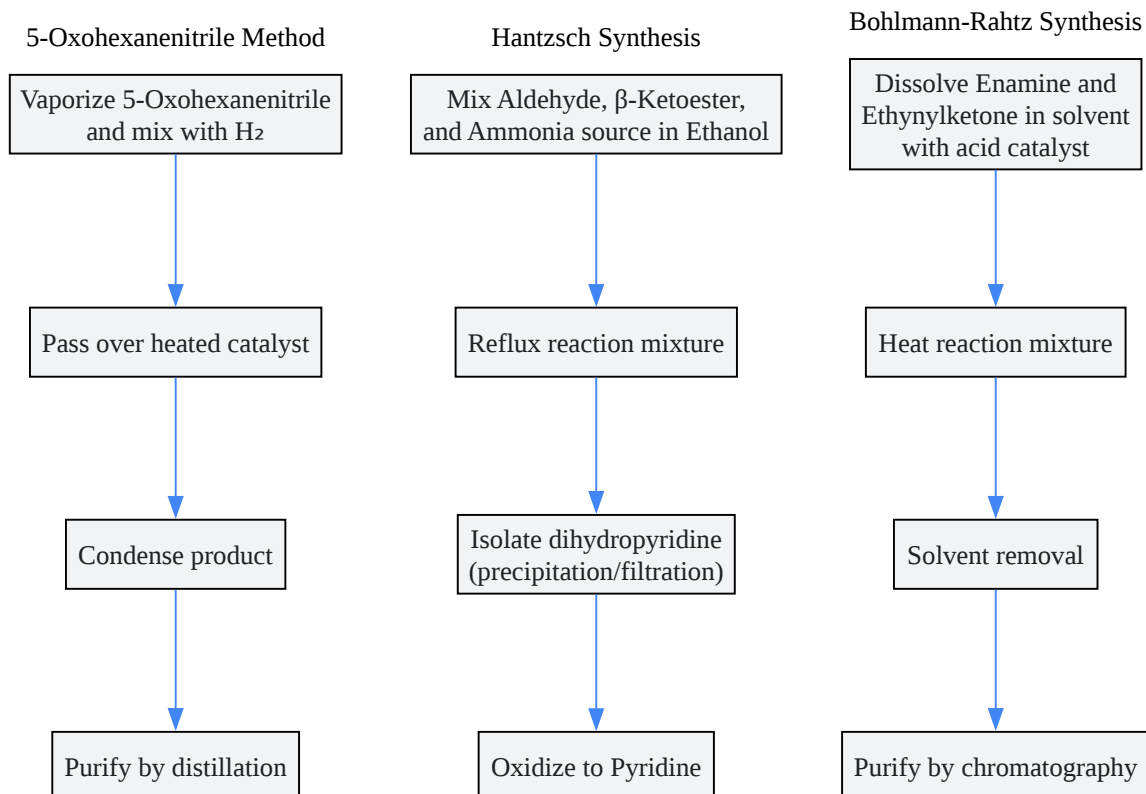 5-Oxohexanenitrile Method
Vaporize 5-Oxohexanenitrile
and mix with H₂
Pass over heated catalyst
Condense product
Purify by distillation
Hantzsch Synthesis
Mix Aldehyde, β-Ketoester,
and Ammonia source in Ethanol
Reflux reaction mixture
Isolate dihydropyridine
(precipitation/filtration)
Oxidize to Pyridine
Bohlmann-Rahtz Synthesis
Dissolve Enamine and
Ethynylketone in solvent
with acid catalyst
Heat reaction mixture
Solvent removal
Purify by chromatography